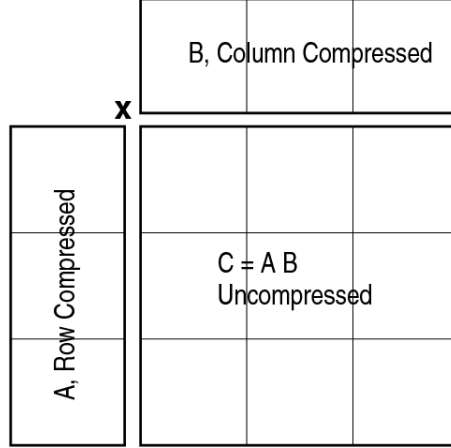 B, Column Compressed
x
A, Row Compressed
C = A B
Uncompressed